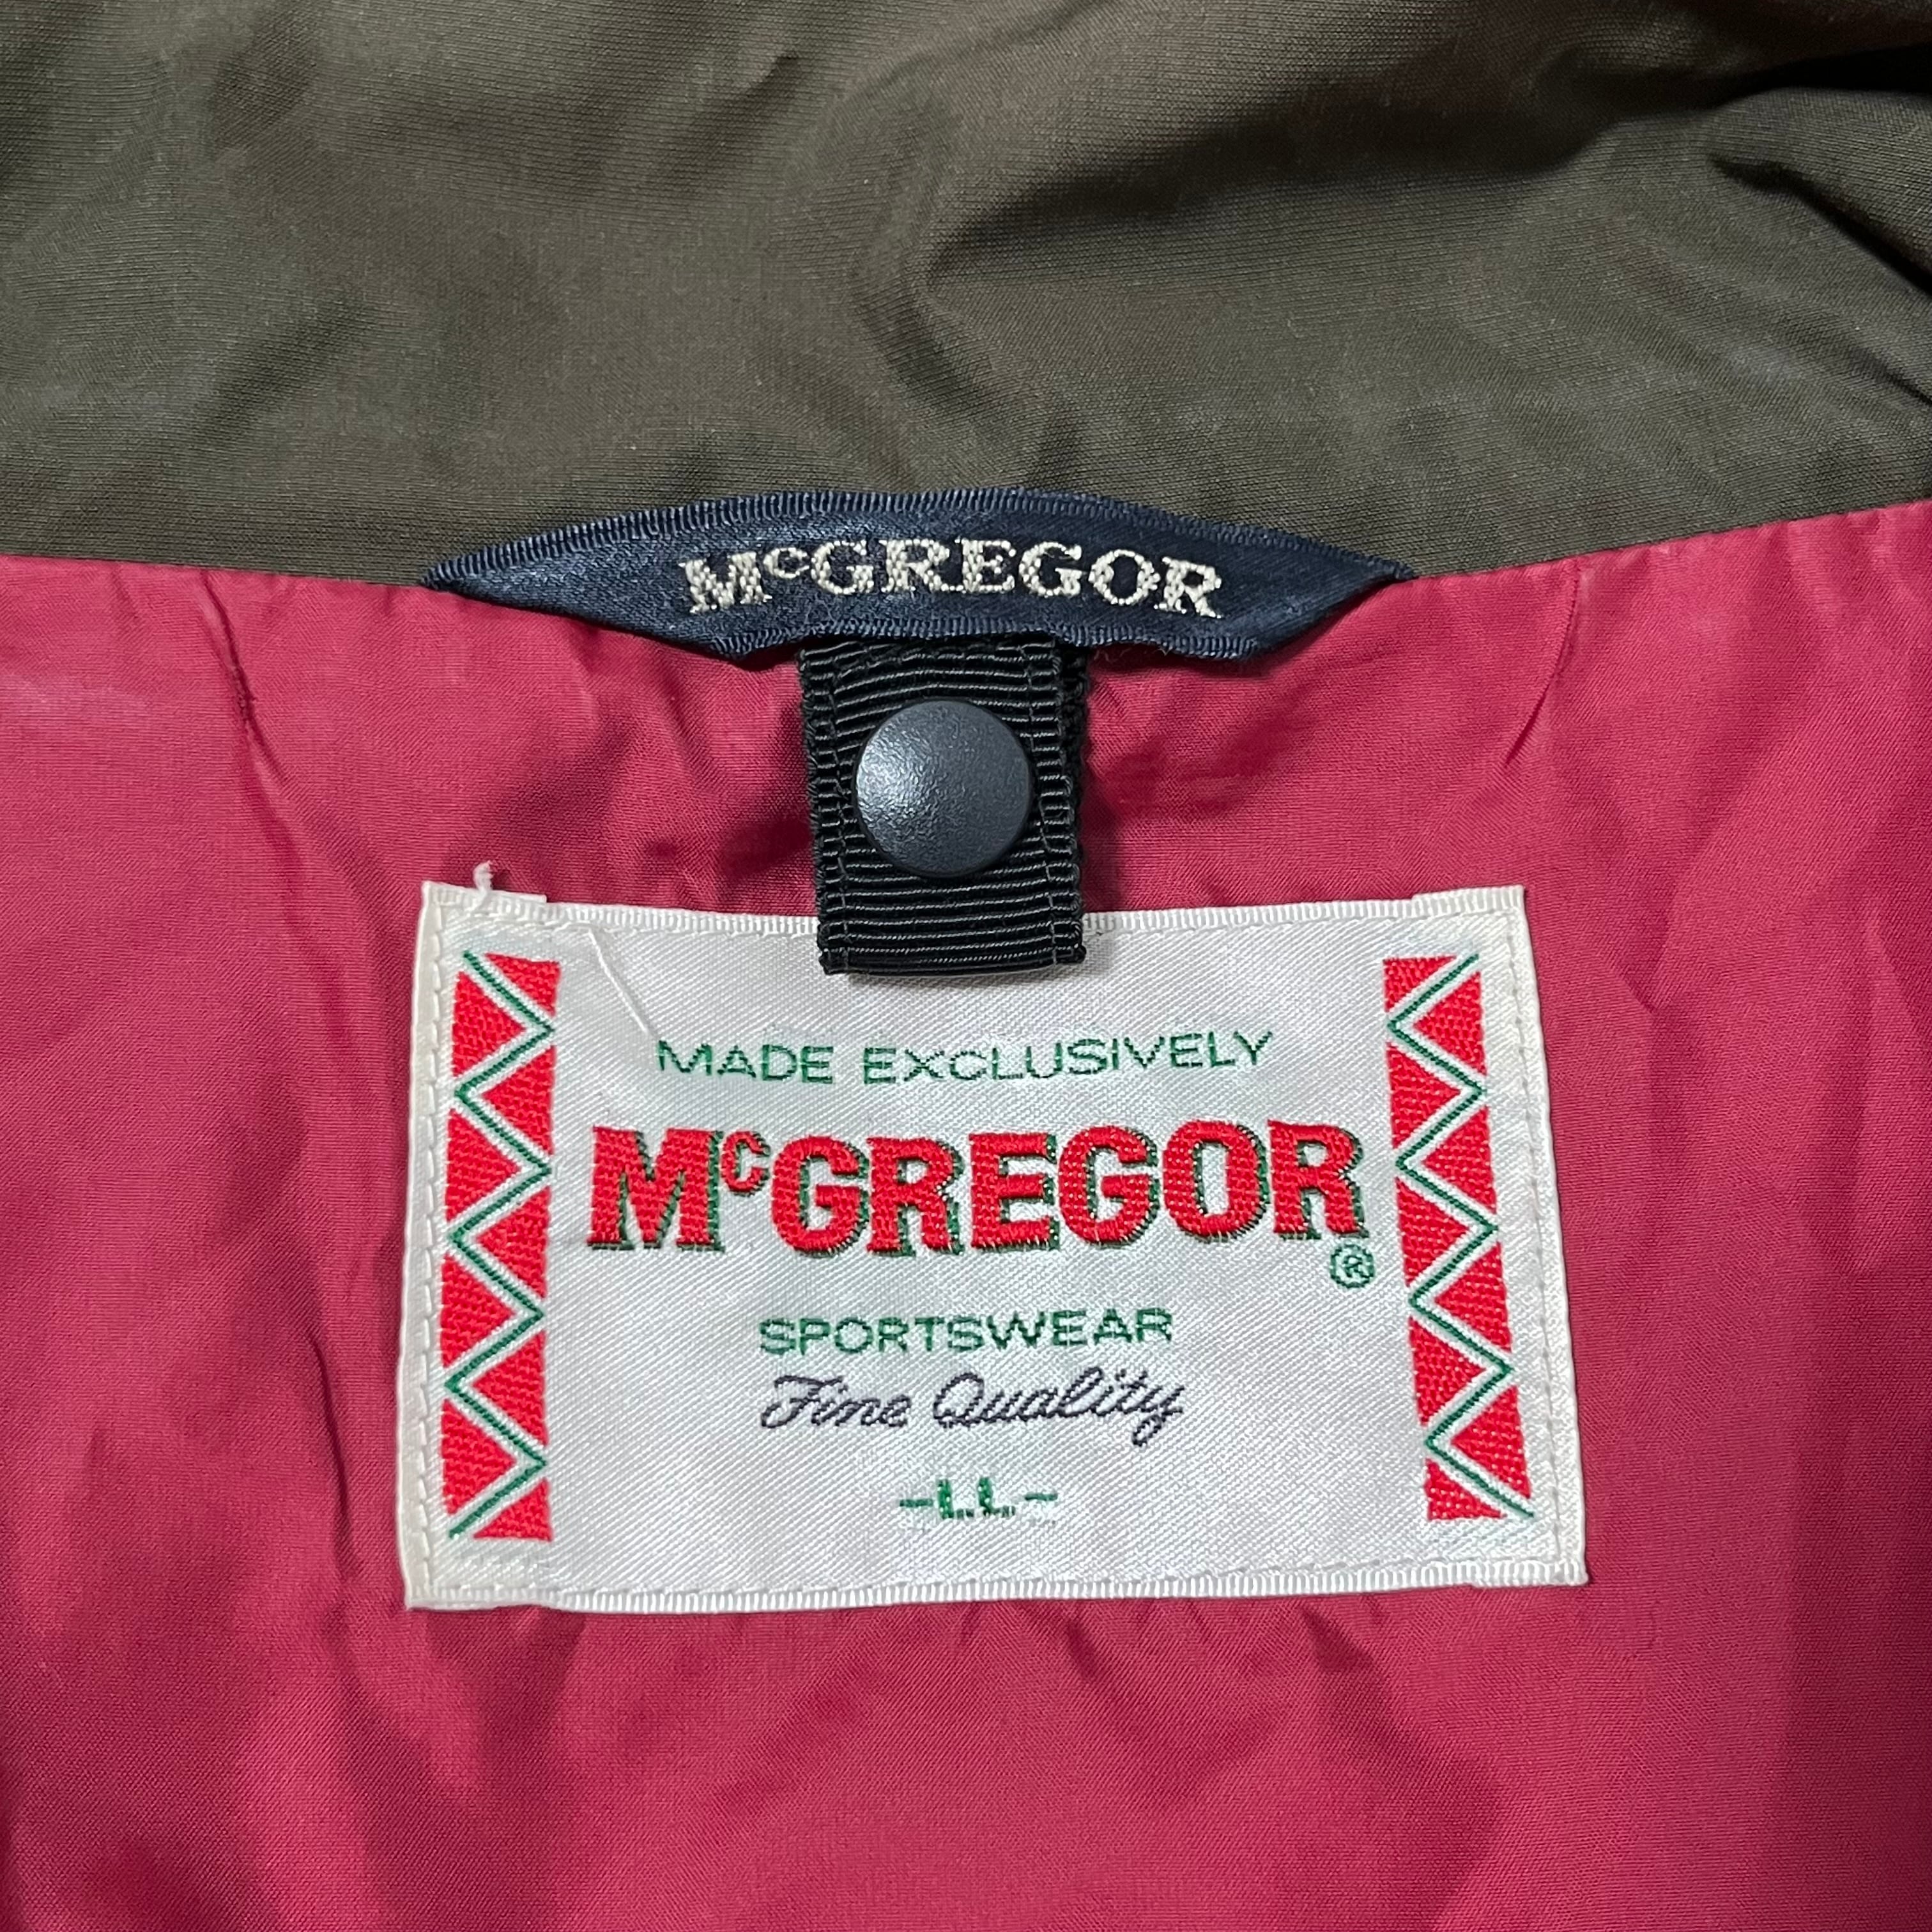 McGREGOR
MADE EXCLUSIVELY
McGREGOR®
SPORTSWEAR
Fine Quality
-LL-